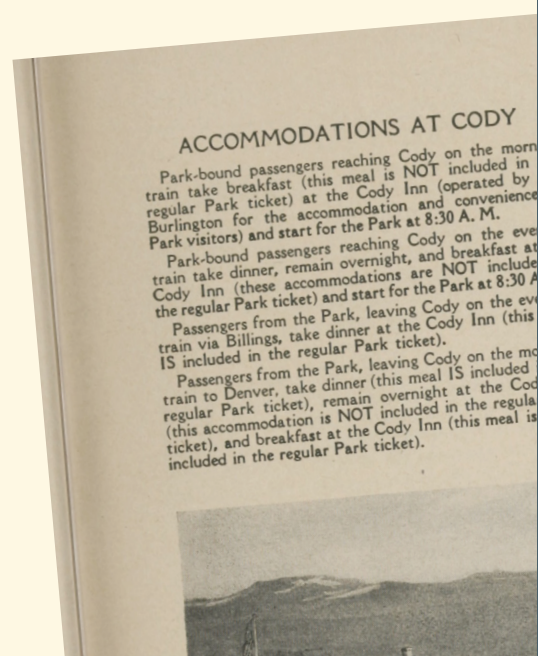 ACCOMMODATIONS AT CODY
Park-bound passengers reaching Cody on the morn
train take breakfast (this meal is NOT included in
regular Park ticket) at the Cody Inn (operated by
Burlington for the accommodation and convenience
Park visitors) and start for the Park at 8:30 A. M.
Park-bound passengers reaching Cody on the eve
train take dinner, remain overnight, and breakfast at
Cody Inn (these accommodations are NOT include
the regular Park ticket) and start for the Park at 8:30 A
Passengers from the Park, leaving Cody on the eve
train via Billings, take dinner at the Cody Inn (this
IS included in the regular Park ticket).
Passengers from the Park, leaving Cody on the mo
train to Denver, take dinner (this meal IS included
regular Park ticket), remain overnight at the Cod
(this accommodation is NOT included in the regula
ticket), and breakfast at the Cody Inn (this meal is
included in the regular Park ticket).